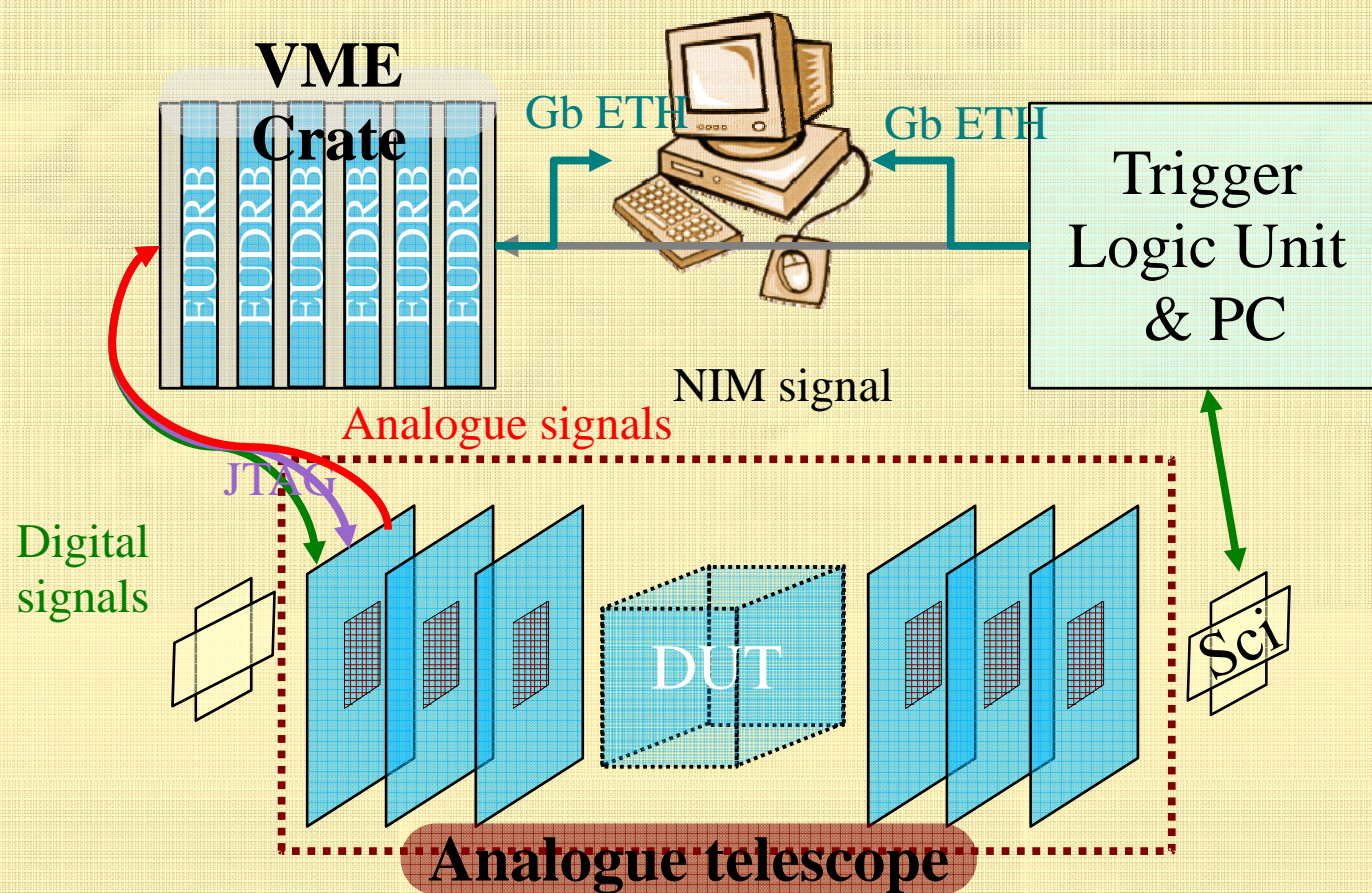 VME
Crate
Gb ETH
Gb ETH
EUDRB
EUDRB
EUDRB
EUDRB
EUDRB
EUDRB
Trigger
Logic Unit
& PC
NIM signal
Analogue signals
JTAG
Digital
signals
DUT
Sci
Analogue telescope